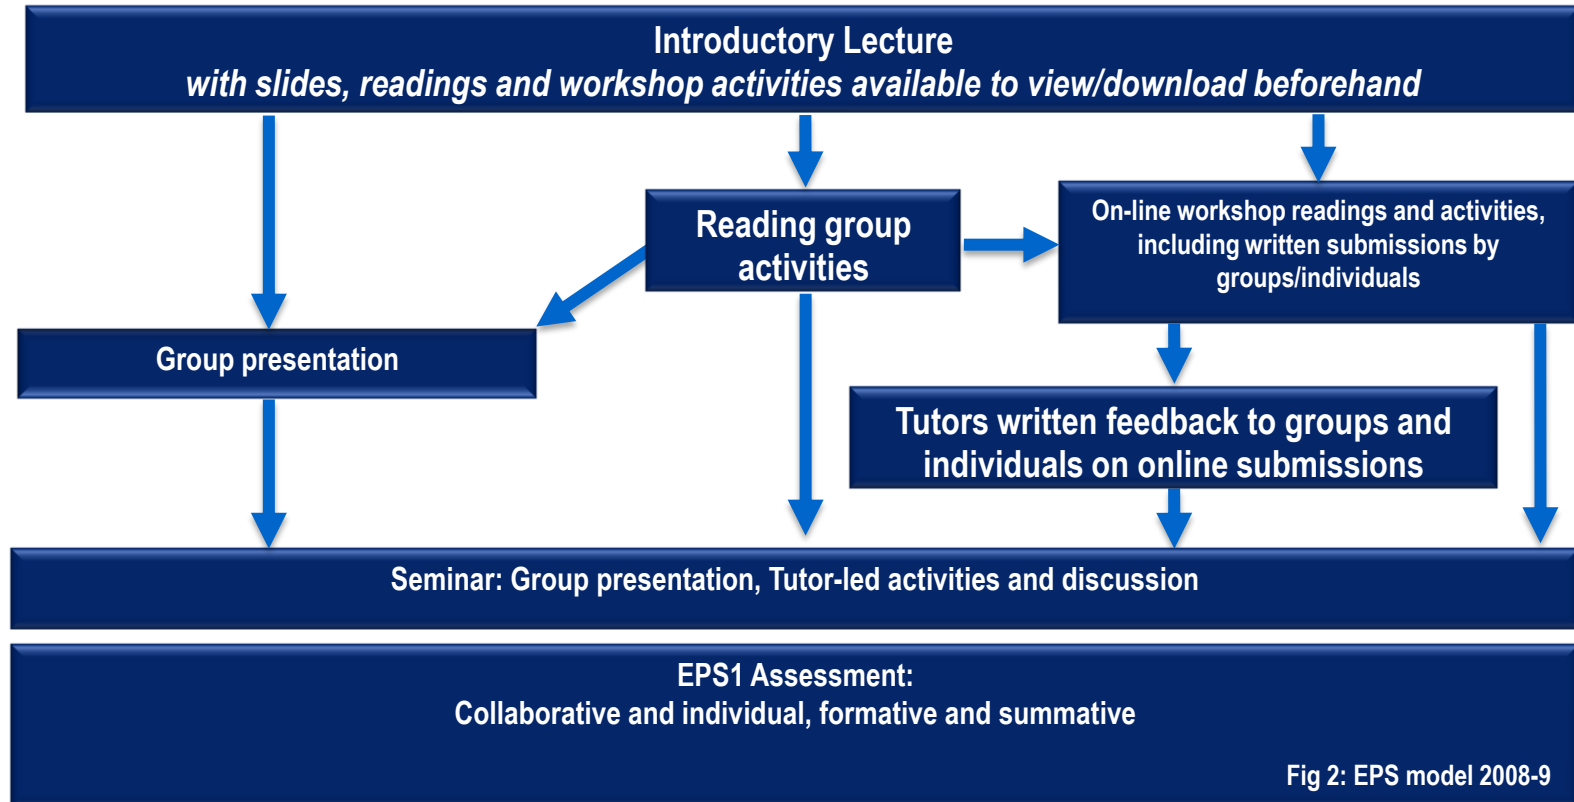 Introductory Lecture
with slides, readings and workshop activities available to view/download beforehand
Reading group
activities
On-line workshop readings and activities,
including written submissions by
groups/individuals
Group presentation
Tutors written feedback to groups and
individuals on online submissions
Seminar: Group presentation, Tutor-led activities and discussion
EPS1 Assessment:
Collaborative and individual, formative and summative
Fig 2: EPS model 2008-9